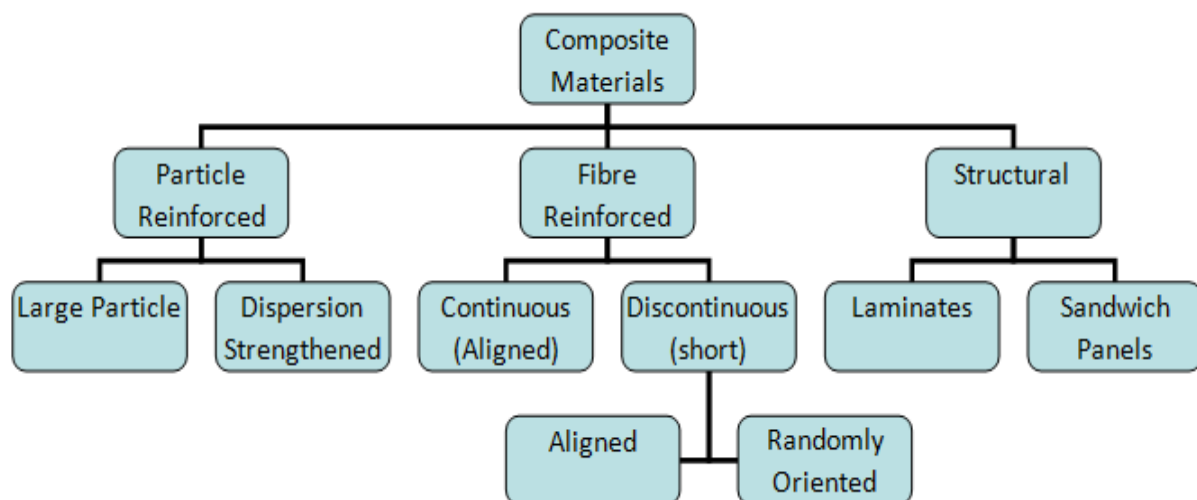 Composite
Materials
Particle
Reinforced
Fibre
Reinforced
Structural
Large Particle
Dispersion
Strengthened
Continuous
(Aligned)
Discontinuous
(short)
Laminates
Sandwich
Panels
Aligned
Randomly
Oriented